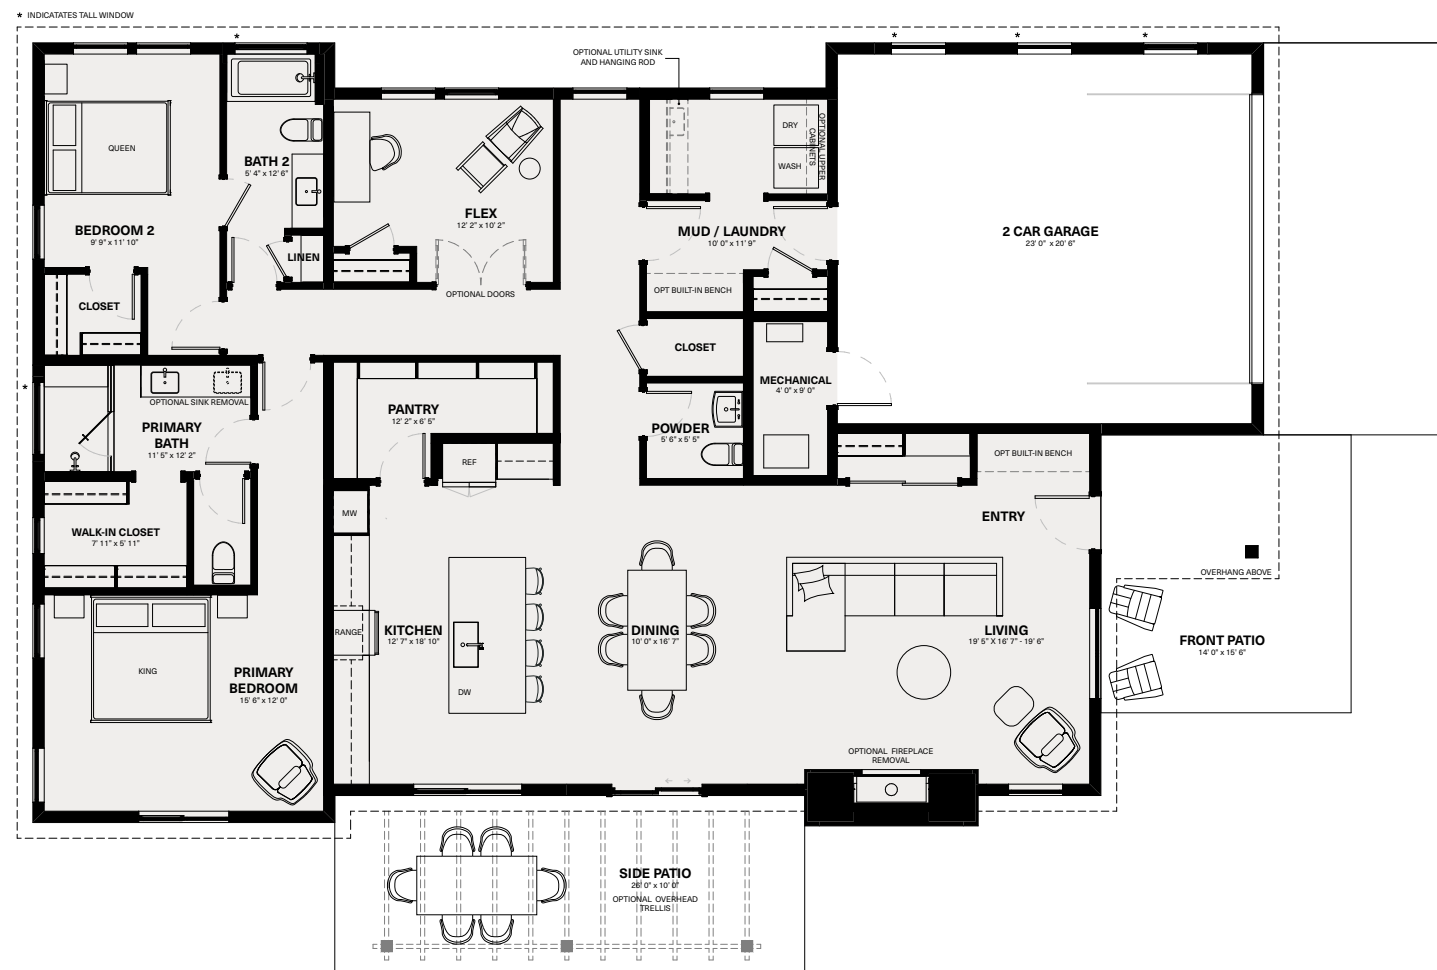 * INDICATATES TALL WINDOW
*
*
*
*
OPTIONAL UTILITY SINK
AND HANGING ROD
QUEEN
BATH 2
5' 4" x 12' 6"
DRY
WASH
OPTIONAL UPPER
CABINETS
BEDROOM 2
9' 9" x 11' 10"
FLEX
12' 2" x 10' 2"
MUD / LAUNDRY
10' 0" x 11' 9"
2 CAR GARAGE
23' 0" x 20' 6"
LINEN
OPTIONAL DOORS
OPT BUILT-IN BENCH
CLOSET
CLOSET
MECHANICAL
4' 0" x 9' 0"
*
OPTIONAL SINK REMOVAL
PANTRY
12' 2" x 6' 5"
PRIMARY
BATH
11' 5" x 12' 2"
POWDER
5' 6" x 5' 5"
REF
OPT BUILT-IN BENCH
MW
ENTRY
WALK-IN CLOSET
7' 11" x 5' 11"
OVERHANG ABOVE
RANGE
KITCHEN
12' 7" x 18' 10"
DINING
10' 0" x 16' 7"
LIVING
19' 5" X 16' 7" - 19' 6"
FRONT PATIO
14' 0" x 15' 6"
KING
PRIMARY
BEDROOM
15' 6" x 12' 0"
DW
OPTIONAL FIREPLACE
REMOVAL
SIDE PATIO
26' 0" x 10' 0"
OPTIONAL OVERHEAD
TRELLIS